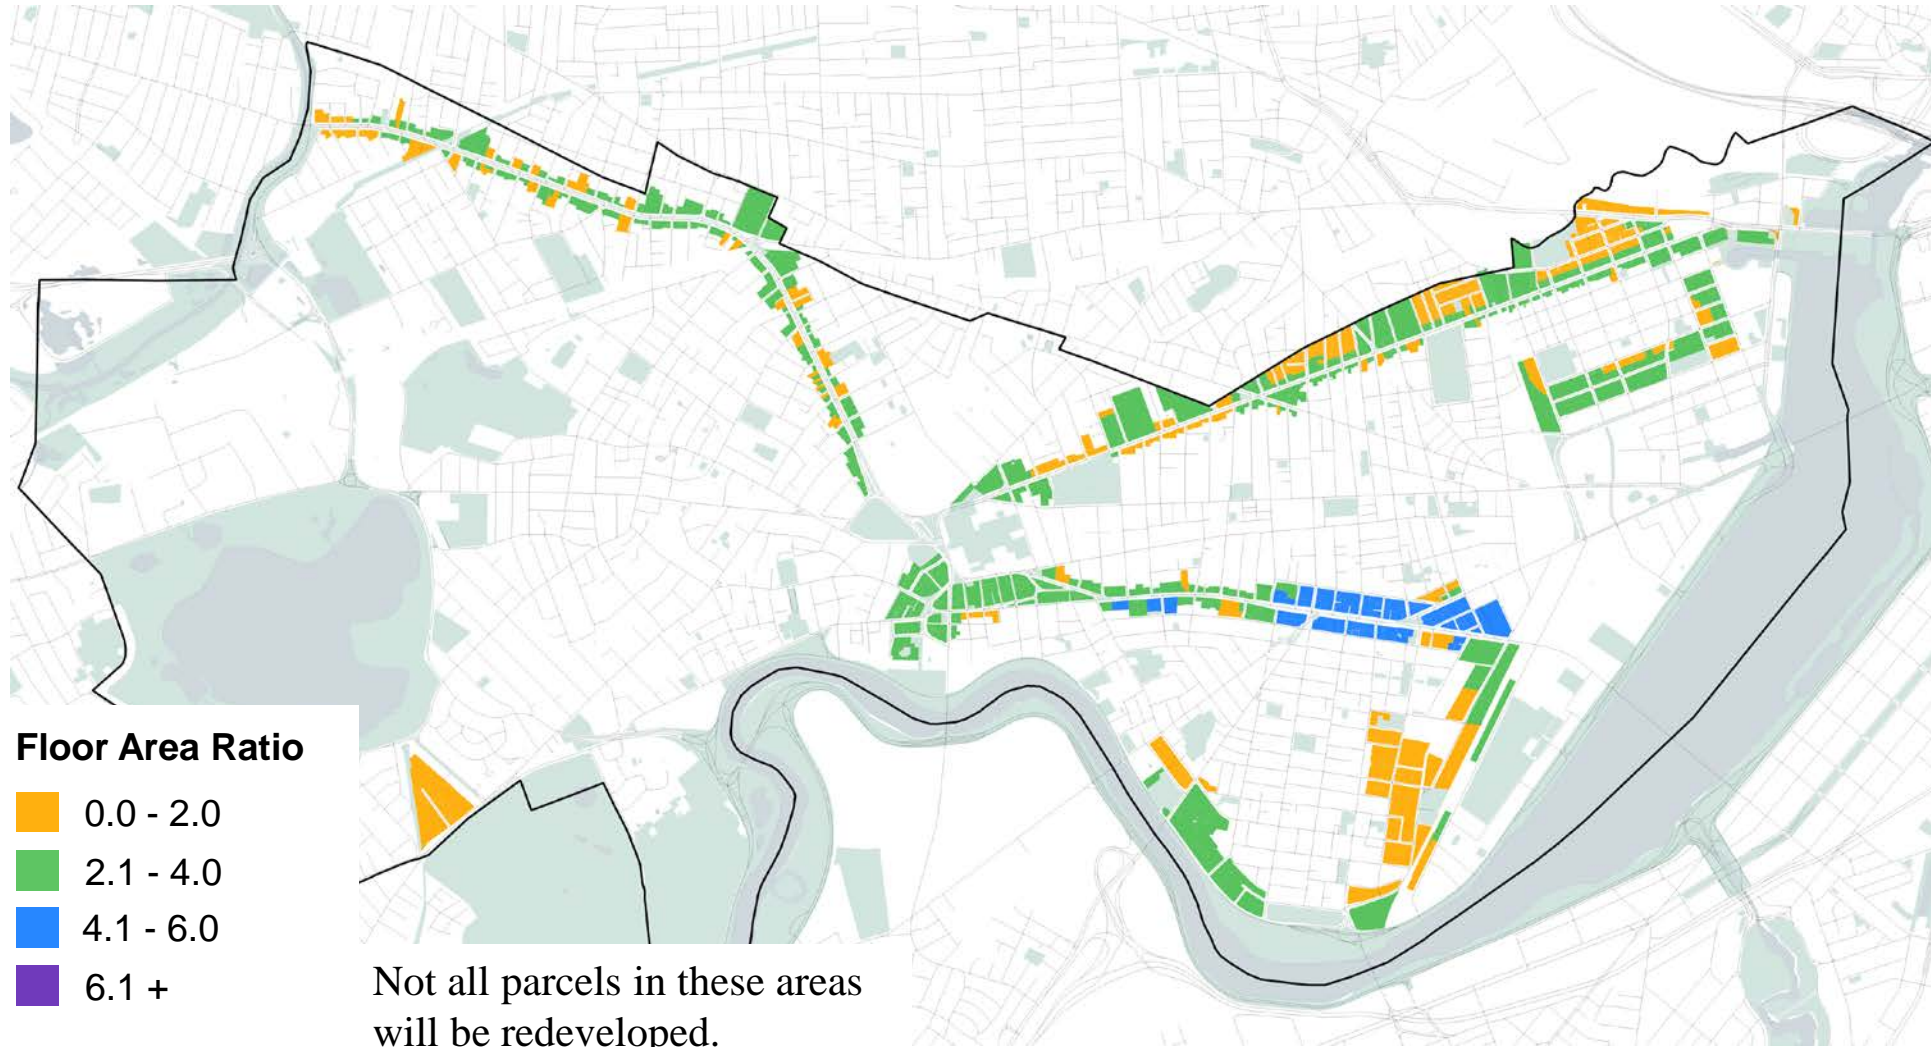 Floor Area Ratio
0.0 - 2.0
2.1 - 4.0
4.1 - 6.0
6.1 +
Not all parcels in these areas
will be redeveloped.